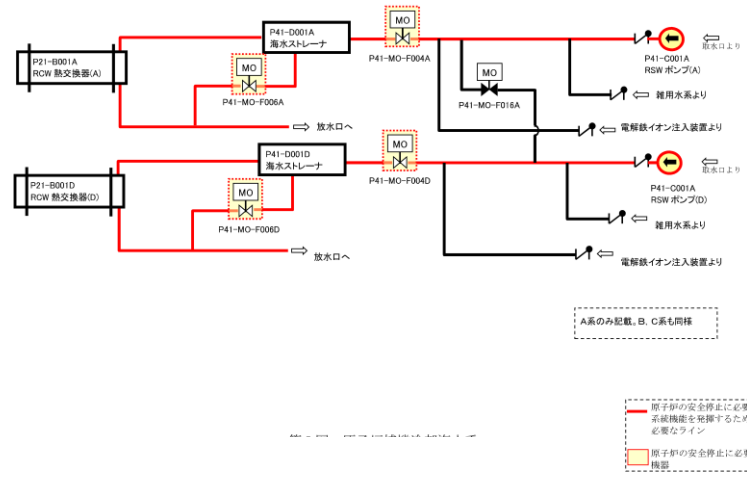 P41-D001A
海水ストレーナ
MO
P41-MO-F004A
取水口より
P41-C001A
RSW ポンプ(A)
P21-B001A
RCW 熱交換器(A)
MO
P41-MO-F006A
MO
P41-MO-F016A
雑用水系より
放水口へ
電解鉄イオン注入装置より
P41-D001D
海水ストレーナ
MO
P41-MO-F004D
取水口より
P41-C001A
RSW ポンプ(D)
P21-B001D
RCW 熱交換器(D)
MO
P41-MO-F006D
雑用水系より
放水口へ
電解鉄イオン注入装置より
A系のみ記載。B、C系も同様
原子炉の安全停止に必要
系統機能を発揮するため
必要なライン
原子炉の安全停止に必要
機器